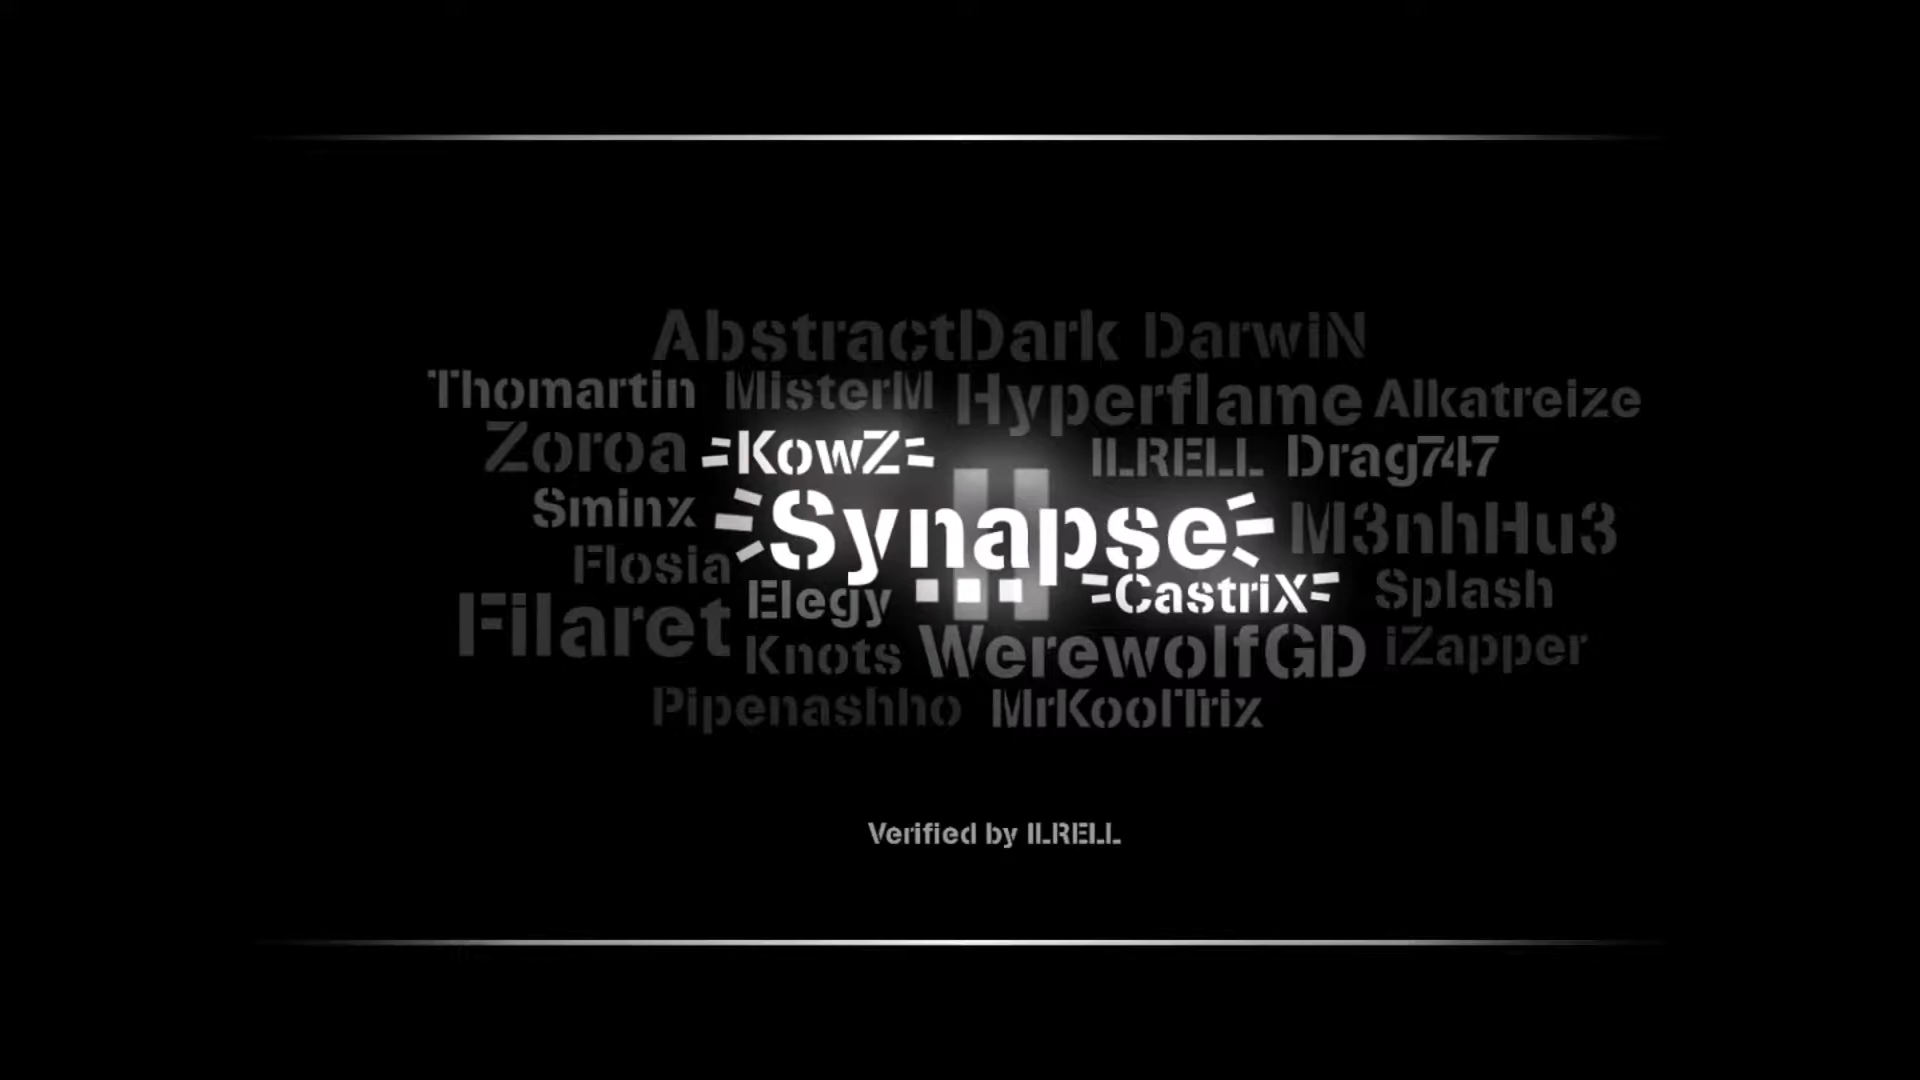 AbstractDark DarwiN
Thomartin MisterM Hyperflame Alkatreize
Zoroa KowZ ILRELL Drag747
Sminx Synapse M3nhHu3
Flosia Elegy CastriX Splash
Filaret Knots WerewolfGD iZapper
Pipenashho MrKoolTrix
Verified by ILRELL